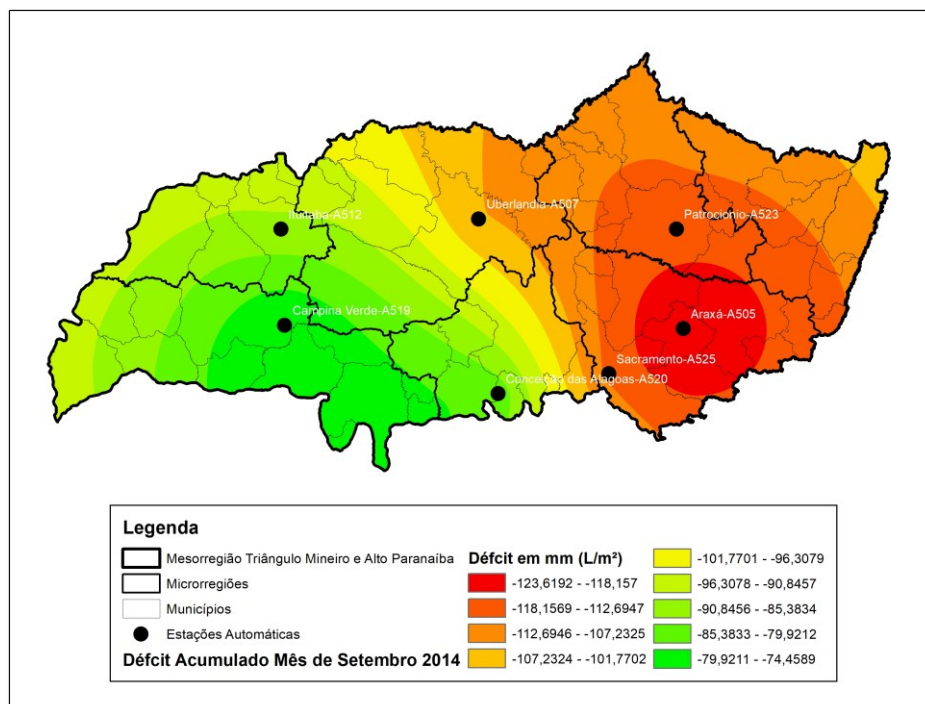 Ituiutaba-A512
Uberlandia-A507
Patrociohio-A523
Campina Verde-A519
Araxá-A505
Sacramento-A525
Conceição das Alagoas-A520
Legenda
Mesorregião Triângulo Mineiro e Alto Paranaíba
Microrregiões
Municípios
Estações Automáticas
Défcit Acumulado Mês de Setembro 2014
Défcit em mm (L/m²)
-123,6192 - -118,157
-118,1569 - -112,6947
-112,6946 - -107,2325
-107,2324 - -101,7702
-101,7701 - -96,3079
-96,3078 - -90,8457
-90,8456 - -85,3834
-85,3833 - -79,9212
-79,9211 - -74,4589